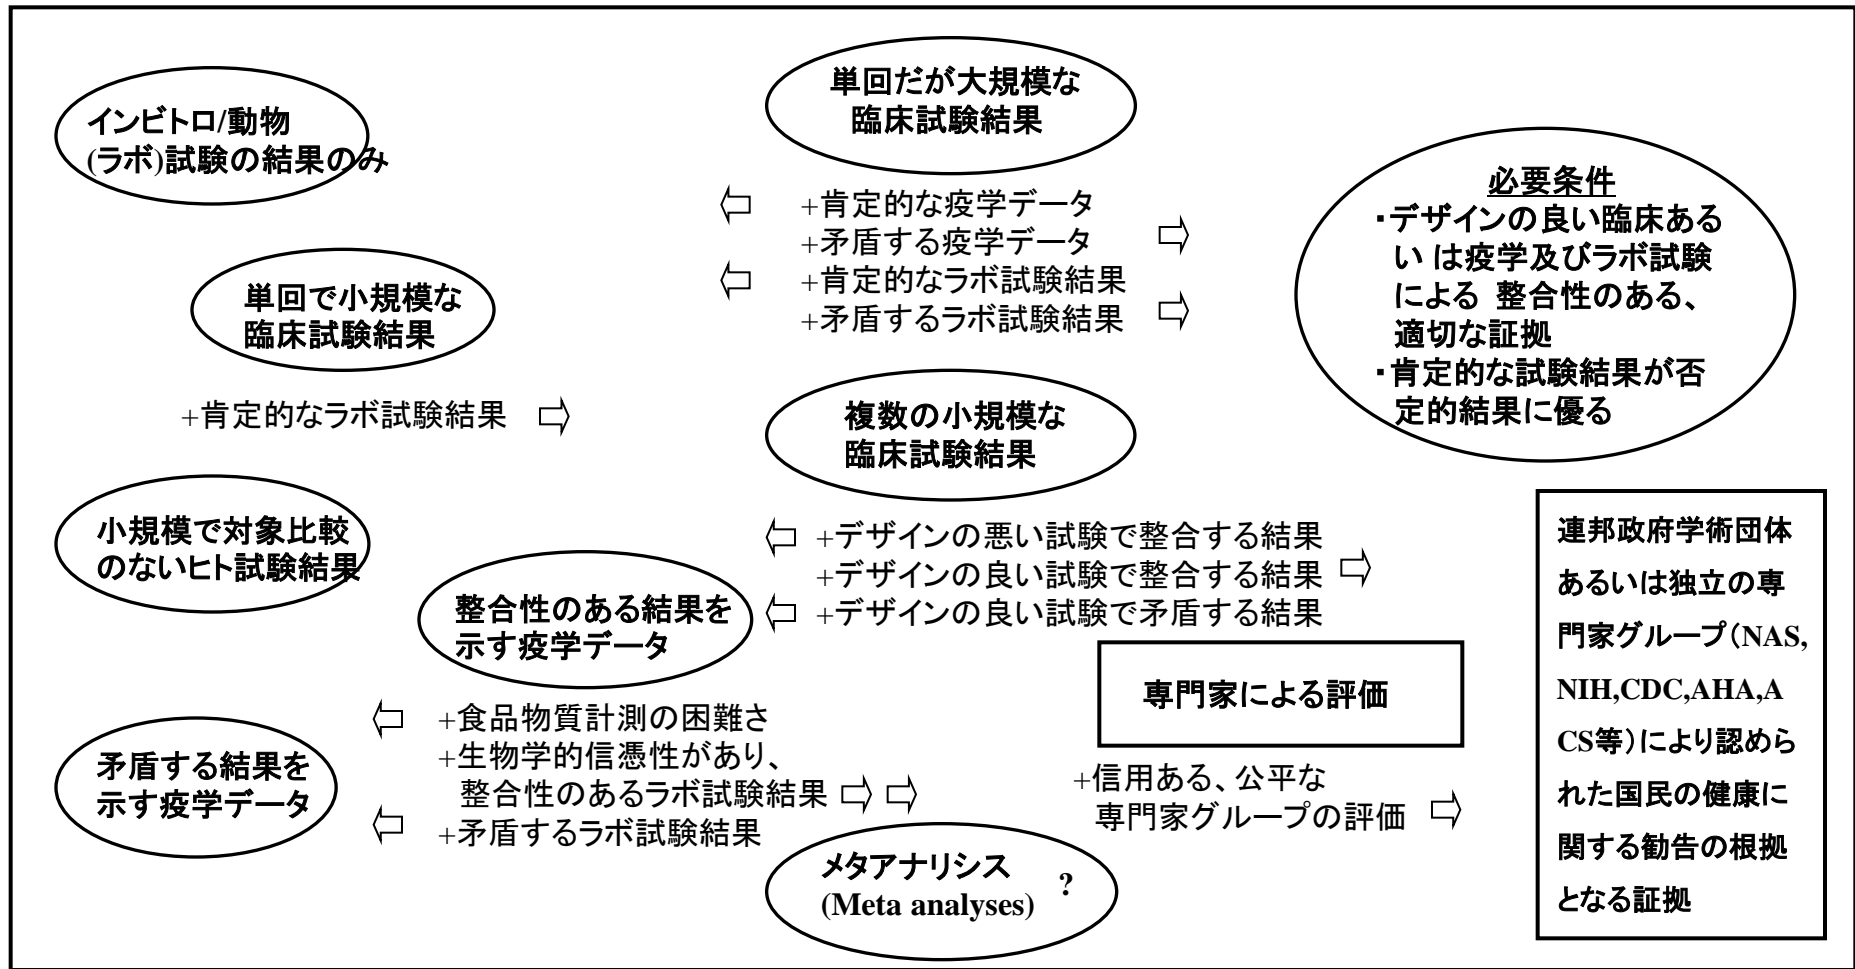 インビトロ/動物
(ラボ)試験の結果のみ
単回で小規模な
臨床試験結果
+肯定的なラボ試験結果
小規模で対象比較
のないヒト試験結果
整合性のある結果を
示す疫学データ
+食品物質計測の困難さ
+生物学的信憑性があり、
整合性のあるラボ試験結果
+矛盾するラボ試験結果
矛盾する結果を
示す疫学データ
単回だが大規模な
臨床試験結果
+肯定的な疫学データ
+矛盾する疫学データ
+肯定的なラボ試験結果
+矛盾するラボ試験結果
複数の小規模な
臨床試験結果
+デザインの悪い試験で整合する結果
+デザインの良い試験で整合する結果
+デザインの良い試験で矛盾する結果
専門家による評価
+信用ある、公平な
専門家グループの評価
メタアナリシス
(Meta analyses) ?
必要条件
・デザインの良い臨床ある
い は疫学及びラボ試験
による 整合性のある、
適切な証拠
・肯定的な試験結果が否
定的結果に優る
連邦政府学術団体
あるいは独立の専
門家グループ(NAS,
NIH,CDC,AHA,A
CS等)により認めら
れた国民の健康に
関する勧告の根拠
となる証拠